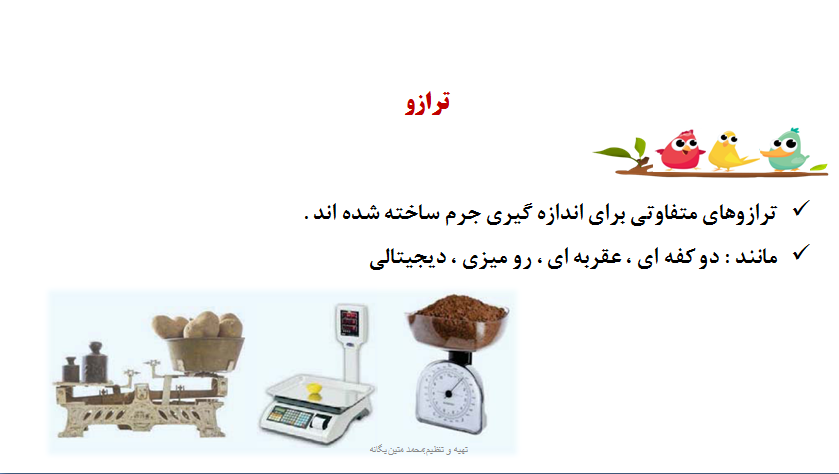 ترازو
ترازوهای متفاوتی برای اندازه گیری جرم ساخته شده اند .
مانند : دو کفه ای ، عقربه ای ، رو میزی ، دیجیتالی
تهیه و تنظیم:محمد متین یگانه